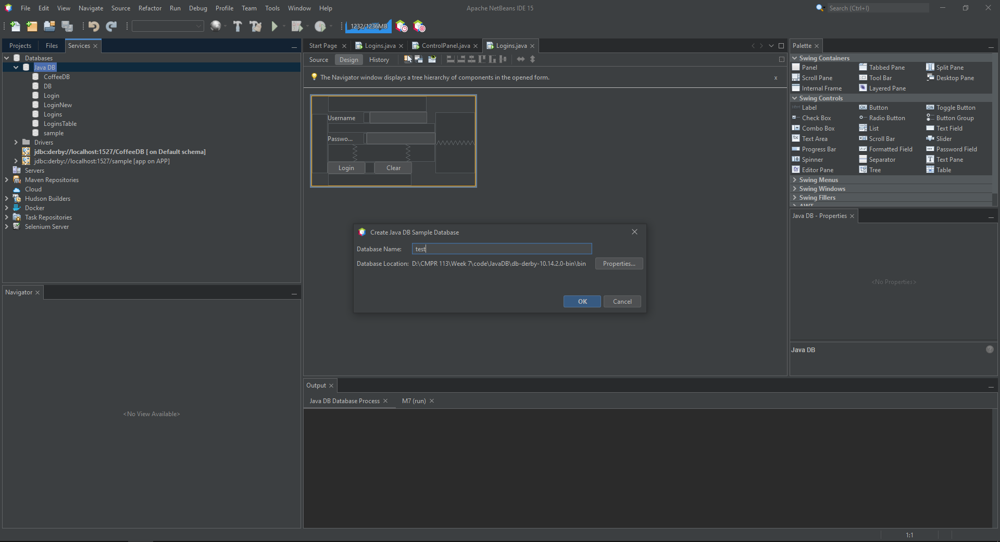 File Edit View Navigate Source Refactor Run Debug Profile Team Tools Window Help
Apache NetBeans IDE 15
Search (Ctrl+I)
1232/1236MB
Projects Files Services
Start Page Logins.java ControlPanel.java Logins.java
Palette
Source Design History
The Navigator window displays a tree hierarchy of components in the opened form.
x
Databases
Java DB
CoffeeDB
DB
Login
LoginNew
Logins
LoginsTable
sample
Drivers
jdbc:derby://localhost:1527/CoffeeDB [ on Default schema]
jdbc:derby://localhost:1527/sample [app on APP]
Servers
Maven Repositories
Cloud
Hudson Builders
Docker
Task Repositories
Selenium Server
Username
Passwo...
Login Clear
Swing Containers
Panel Tabbed Pane Split Pane
Scroll Pane Tool Bar Desktop Pane
Internal Frame Layered Pane
Swing Controls
Label Button Toggle Button
Check Box Radio Button Button Group
Combo Box List Text Field
Text Area Scroll Bar Slider
Progress Bar Formatted Field Password Field
Spinner Separator Text Pane
Editor Pane Tree Table
Swing Menus
Swing Windows
Swing Fillers
AWT
Java DB - Properties
<No Properties>
Java DB
Create Java DB Sample Database
Database Name: test
Database Location: D:\CMPR 113\Week 7\code\JavaDB\db-derby-10.14.2.0-bin\bin Properties...
OK Cancel
Navigator
<No View Available>
Output
Java DB Database Process M7 (run)
1:1